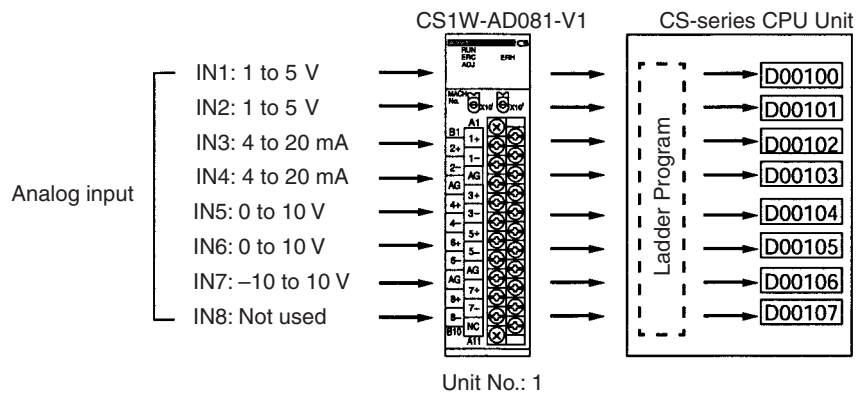 CS1W-AD081-V1
CS-series CPU Unit
RUN
ERC
ADJ
ERH
MACH
No.
X10¹
X10⁰
Analog input
IN1: 1 to 5 V
IN2: 1 to 5 V
IN3: 4 to 20 mA
IN4: 4 to 20 mA
IN5: 0 to 10 V
IN6: 0 to 10 V
IN7: –10 to 10 V
IN8: Not used
B1
2+
2–
AG
4+
4–
6+
6–
AG
8+
8–
B10
A1
1+
1–
AG
3+
3–
5+
5–
AG
7+
7–
NC
A11
Ladder Program
D00100
D00101
D00102
D00103
D00104
D00105
D00106
D00107
Unit No.: 1